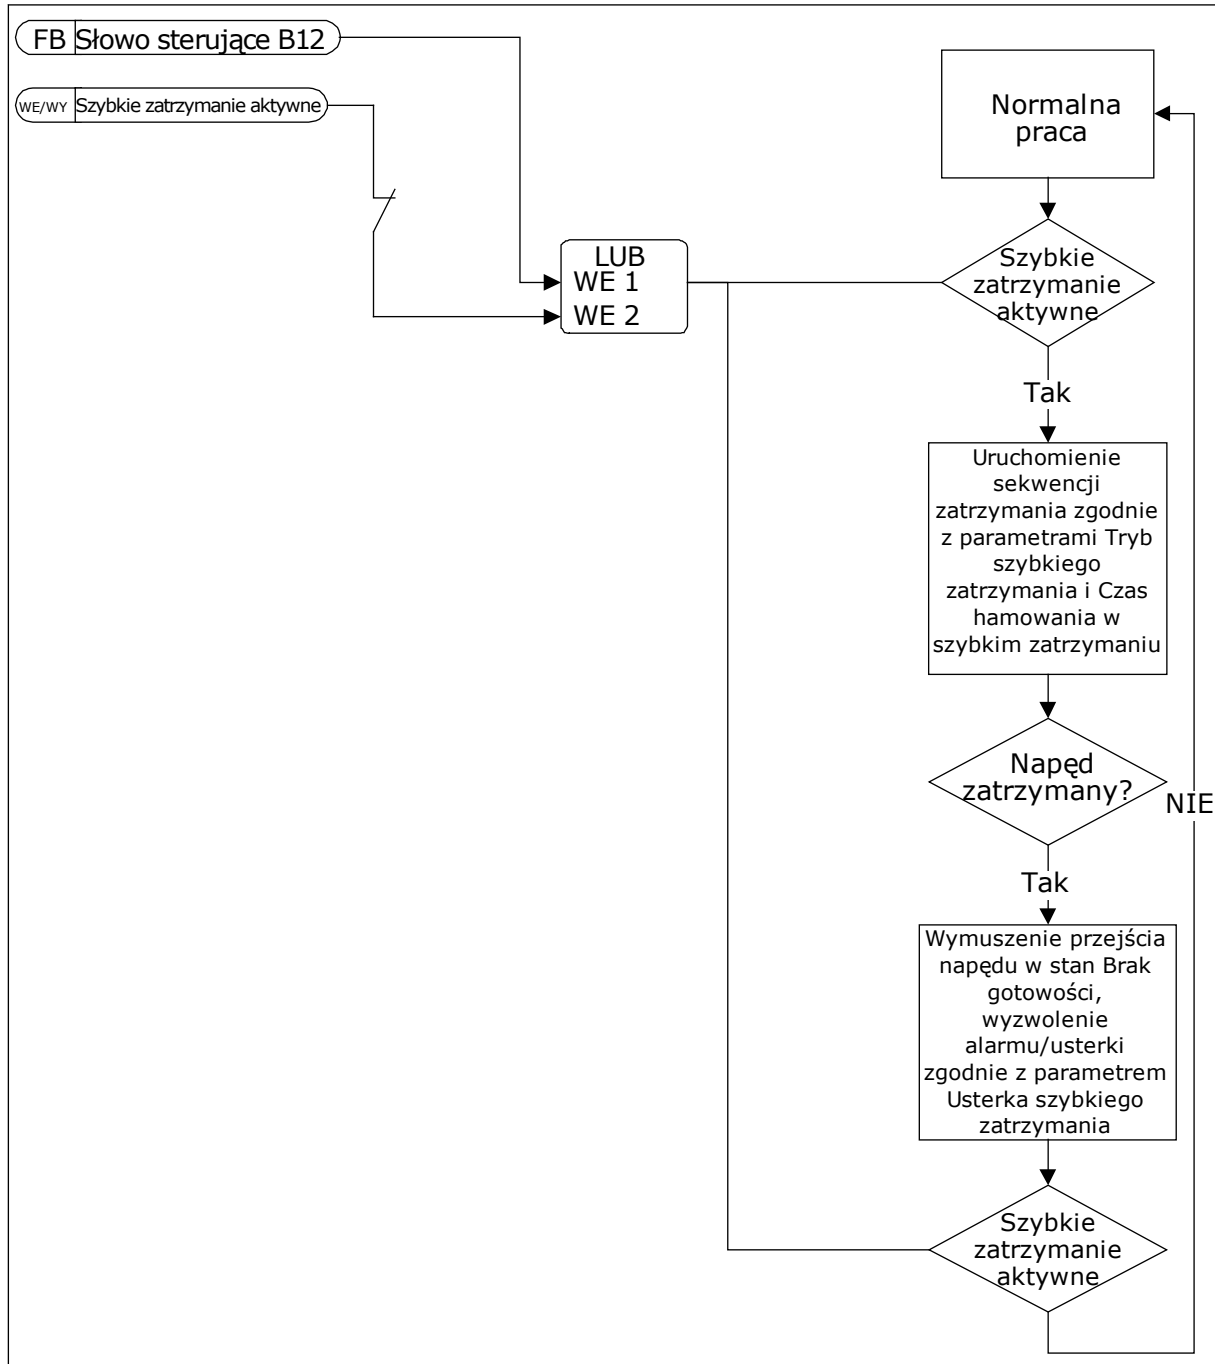 FB Słowo sterujące B12
WE/WY Szybkie zatrzymanie aktywne
LUB
WE 1
WE 2
Normalna
praca
Szybkie
zatrzymanie
aktywne
Tak
Uruchomienie
sekwencji
zatrzymania zgodnie
z parametrami Tryb
szybkiego
zatrzymania i Czas
hamowania w
szybkim zatrzymaniu
Napęd
zatrzymany?
NIE
Tak
Wymuszenie przejścia
napędu w stan Brak
gotowości,
wyzwolenie
alarmu/usterki
zgodnie z parametrem
Usterka szybkiego
zatrzymania
Szybkie
zatrzymanie
aktywne